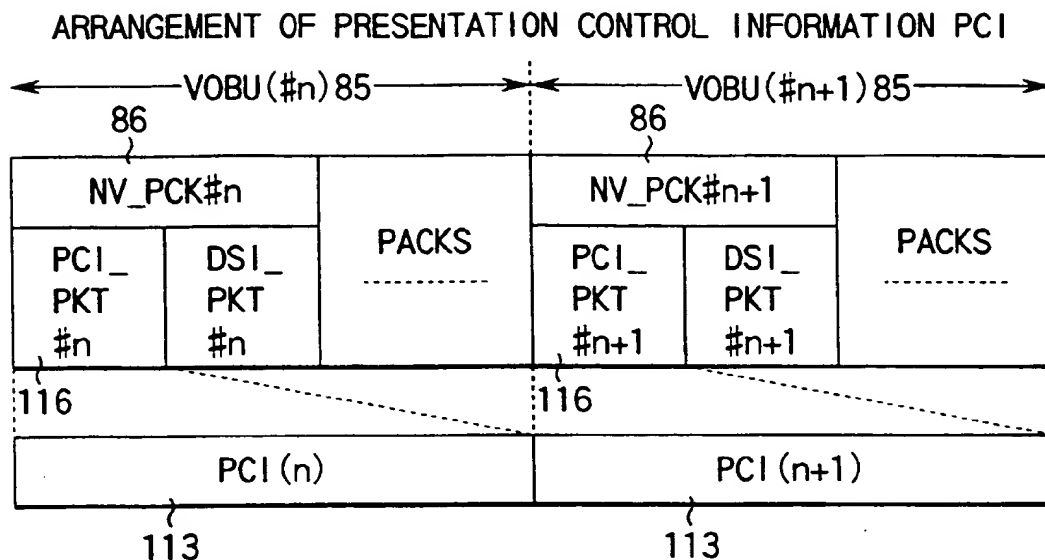 ARRANGEMENT OF PRESENTATION CONTROL INFORMATION PCI
VOBU(#n)85 VOBU(#n+1)85
86 86
NV_PCK#n NV_PCK#n+1
PCI_ DSI_ PACKS PCI_ DSI_ PACKS
PKT PKT PKT PKT
#n #n #n+1 #n+1
116 116
PCI(n) PCI(n+1)
113 113